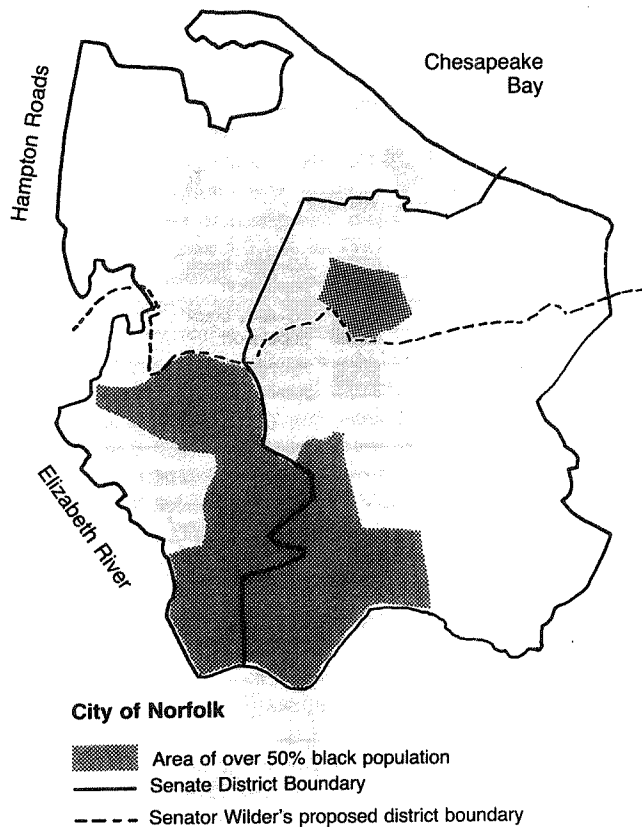 Chesapeake
Bay
Hampton Roads
Elizabeth River
City of Norfolk
Area of over 50% black population
Senate District Boundary
Senator Wilder's proposed district boundary